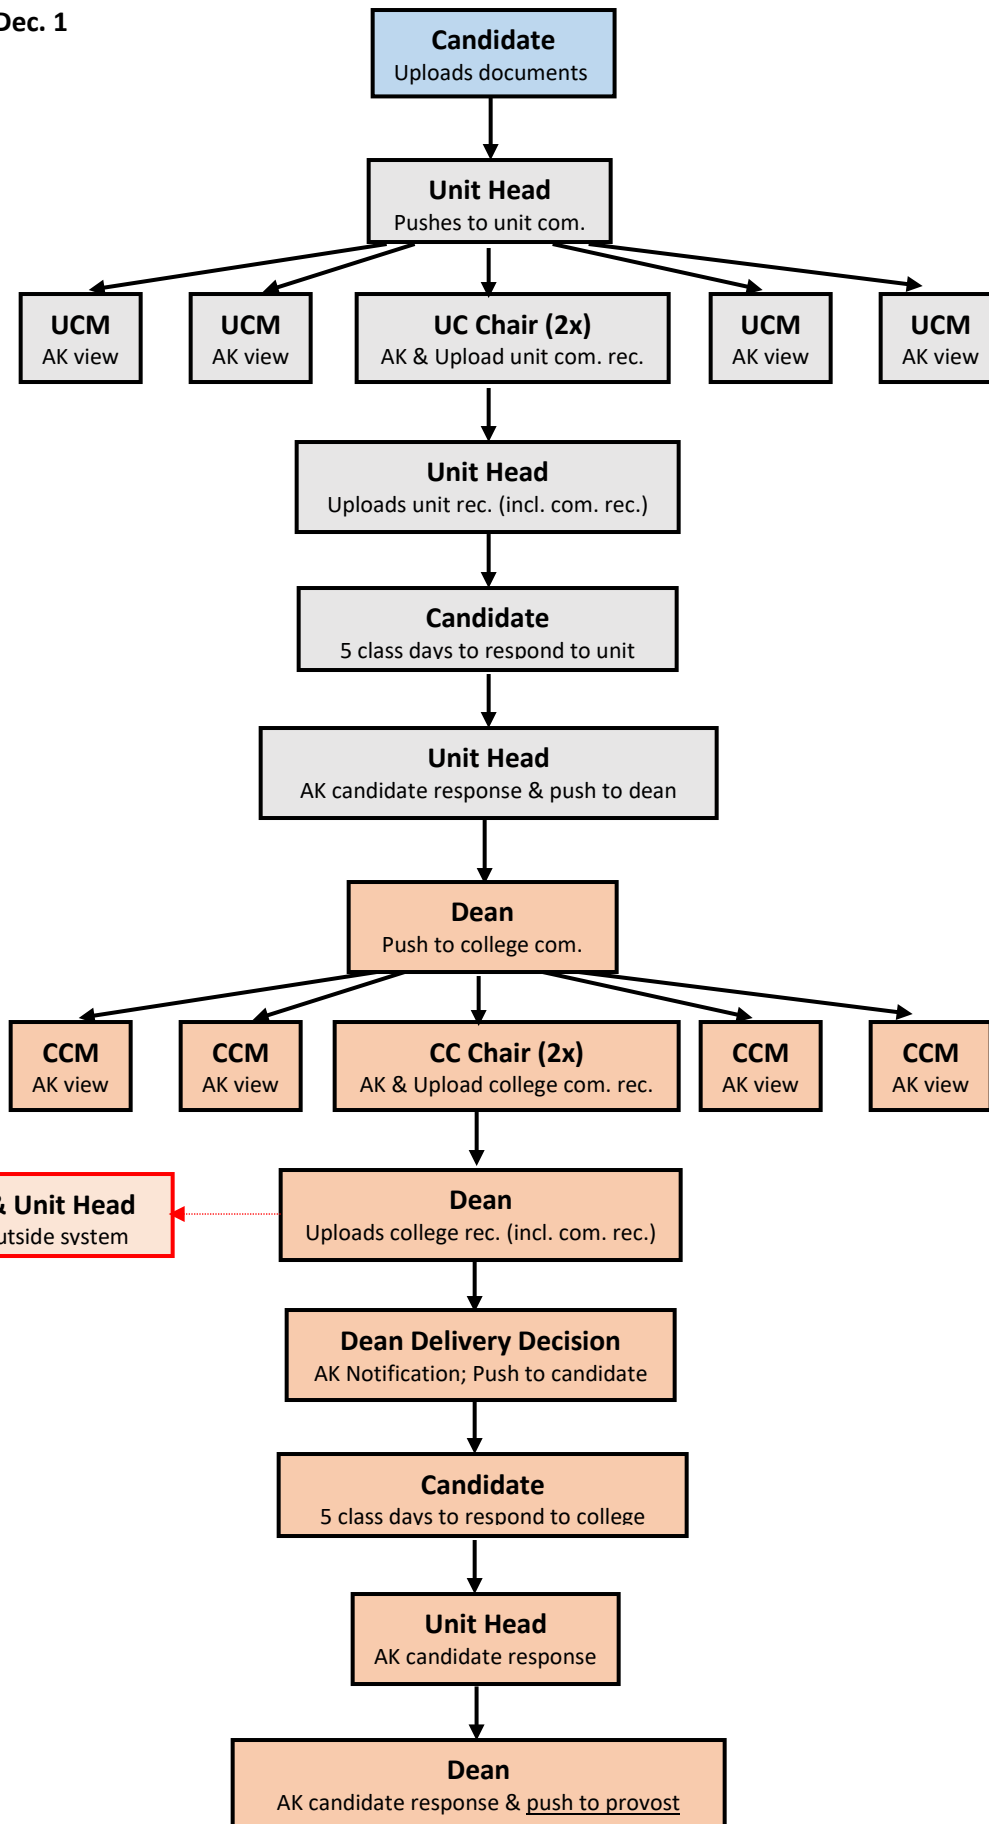 Dec. 1
Candidate
Uploads documents
Unit Head
Pushes to unit com.
UCM
AK view
UCM
AK view
UC Chair (2x)
AK & Upload unit com. rec.
UCM
AK view
UCM
AK view
Unit Head
Uploads unit rec. (incl. com. rec.)
Candidate
5 class days to respond to unit
Unit Head
AK candidate response & push to dean
Dean
Push to college com.
CCM
AK view
CCM
AK view
CC Chair (2x)
AK & Upload college com. rec.
CCM
AK view
CCM
AK view
& Unit Head
utside system
Dean
Uploads college rec. (incl. com. rec.)
Dean Delivery Decision
AK Notification; Push to candidate
Candidate
5 class days to respond to college
Unit Head
AK candidate response
Dean
AK candidate response & push to provost